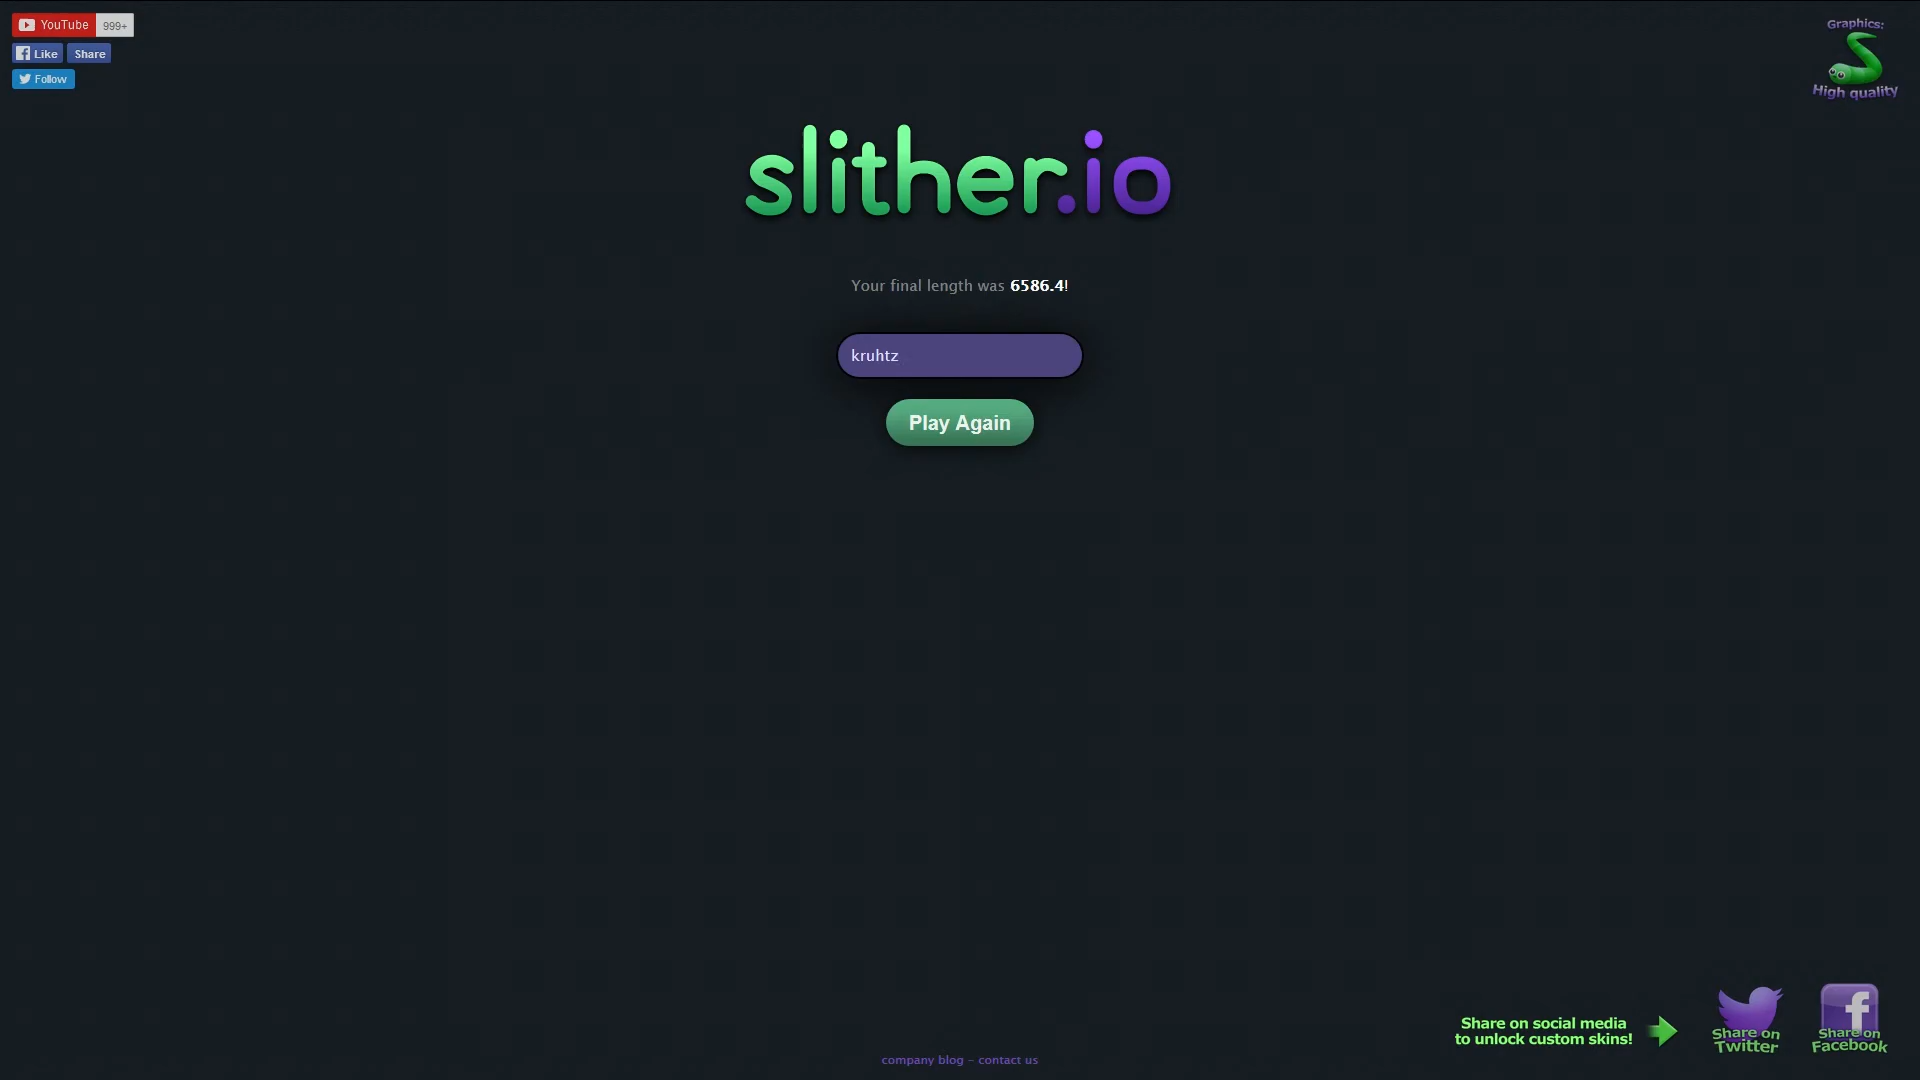 YouTube 999+
Like Share
Follow
Graphics:
High quality
slither.io
Your final length was 6586.4!
kruhtz
Play Again
Share on social media
to unlock custom skins!
Share on
Twitter
Share on
Facebook
company blog - contact us